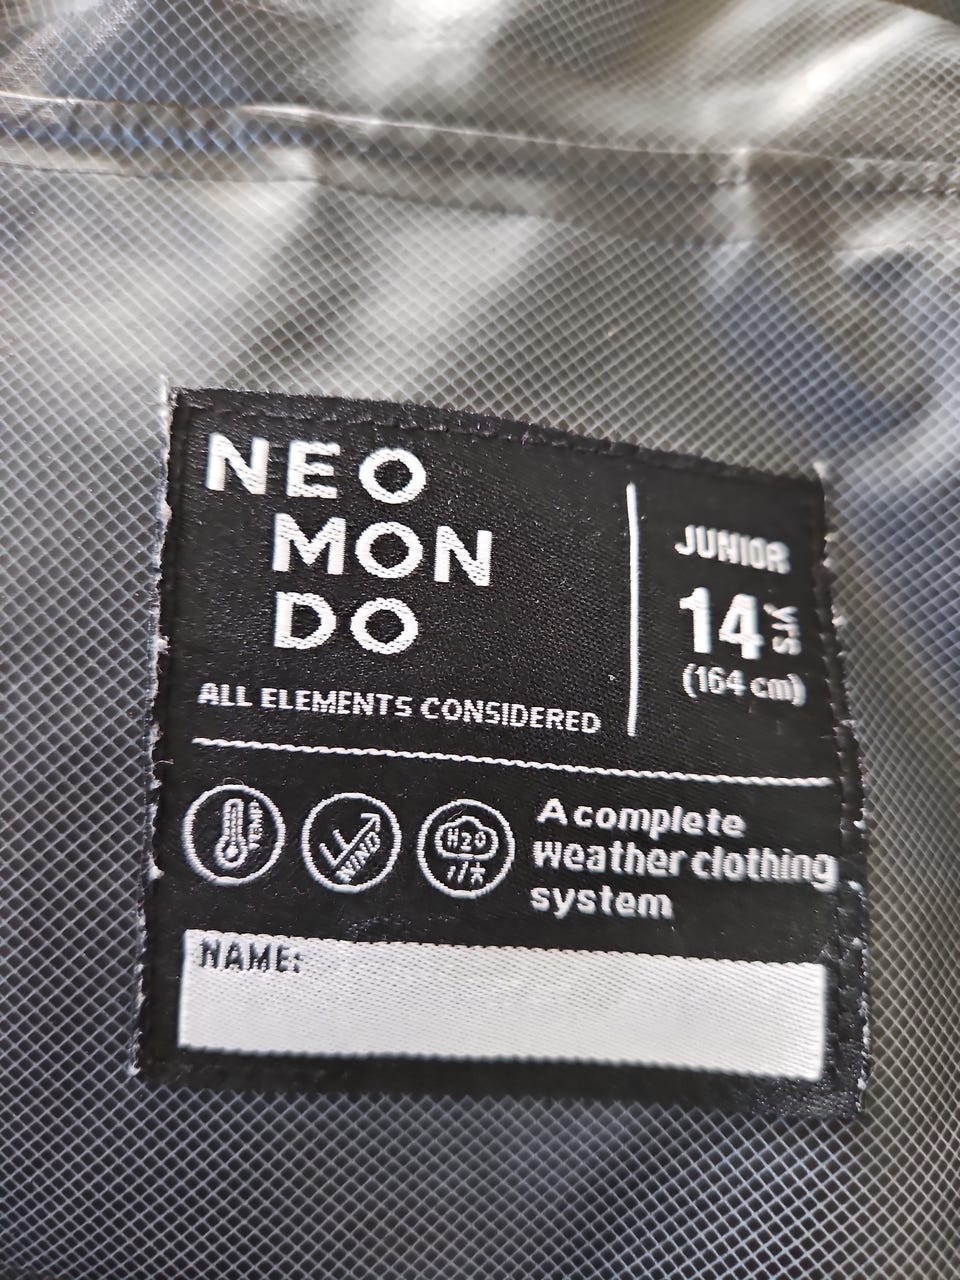 NEO
MON
DO
ALL ELEMENTS CONSIDERED
JUNIOR
14 YRS
(164 cm)
TEMP
WIND
H2O
A complete
weather clothing
system
NAME: